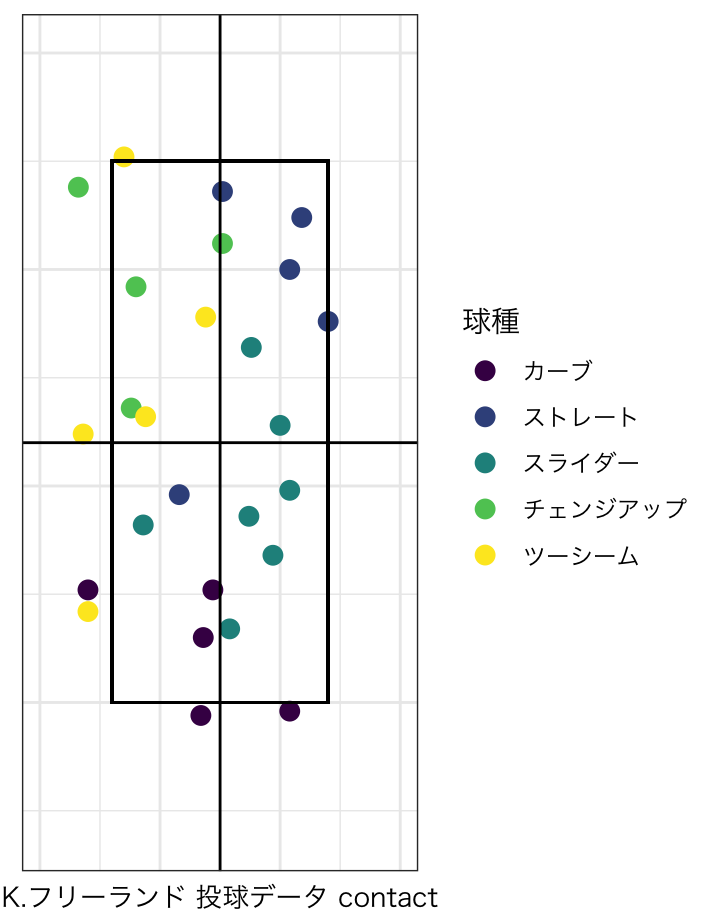 球種
カーブ
ストレート
スライダー
チェンジアップ
ツーシーム
K.フリーランド 投球データ contact